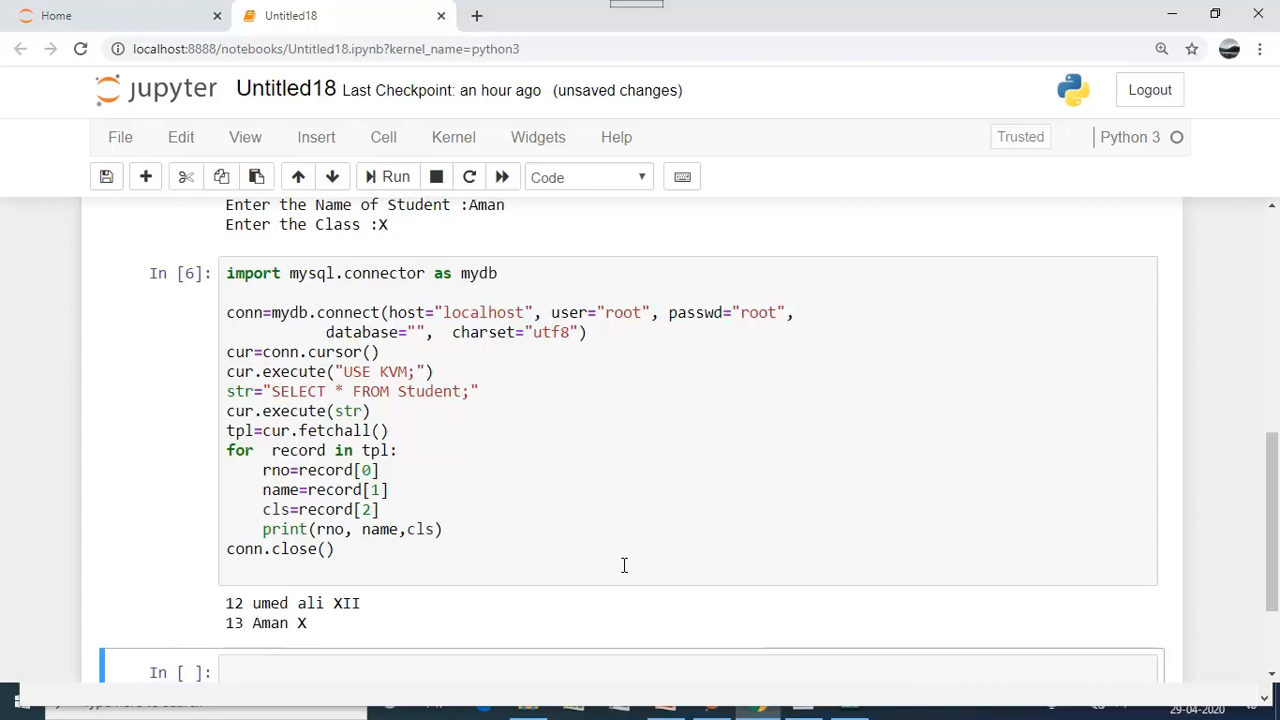 Home
Untitled18
localhost:8888/notebooks/Untitled18.ipynb?kernel_name=python3
jupyter Untitled18 Last Checkpoint: an hour ago (unsaved changes)
Logout
File Edit View Insert Cell Kernel Widgets Help
Trusted
Python 3
Run
Code
Enter the Name of Student :Aman
Enter the Class :X
In [6]:
import mysql.connector as mydb
conn=mydb.connect(host="localhost", user="root", passwd="root",
database="", charset="utf8")
cur=conn.cursor()
cur.execute("USE KVM;")
str="SELECT * FROM Student;"
cur.execute(str)
tpl=cur.fetchall()
for record in tpl:
rno=record[0]
name=record[1]
cls=record[2]
print(rno, name,cls)
conn.close()
12 umed ali XII
13 Aman X
In [ ]:
29-04-2020